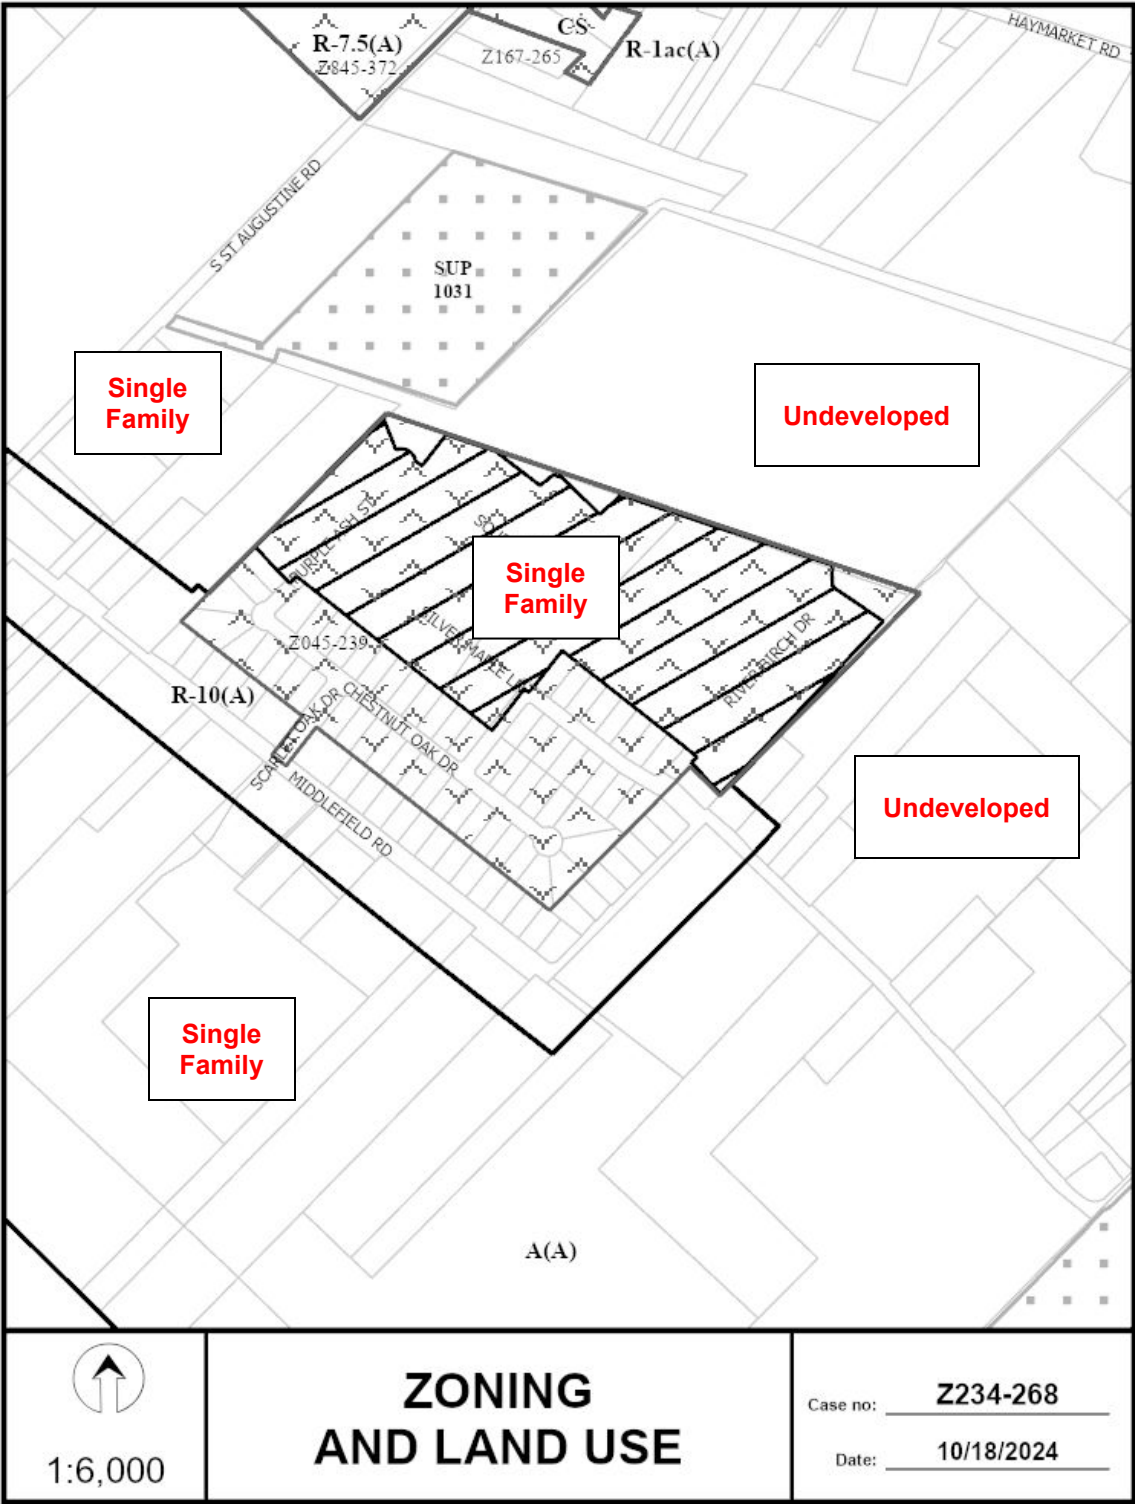 HAYMARKET RD
CS
R-7.5(A)
Z845-372
Z167-265
R-1ac(A)
S ST AUGUSTINE RD
SUP
1031
Single
Family
Undeveloped
PURPLE ASH ST
Single
Family
SILVER MAPLE L
RIVER BIRCH DR
Z045-239
R-10(A)
SCARLET OAK DR
CHESTNUT OAK DR
MIDDLEFIELD RD
Undeveloped
Single
Family
A(A)
1:6,000
ZONING
AND LAND USE
Case no: Z234-268
Date: 10/18/2024